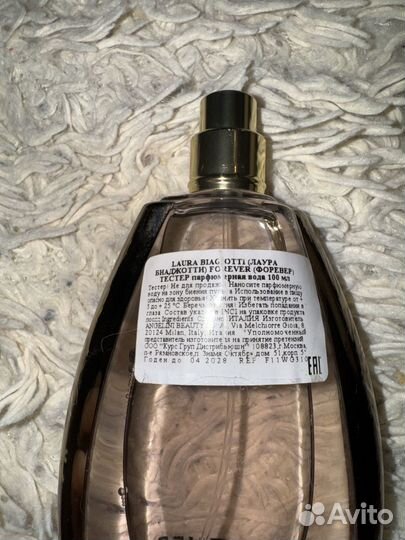 LAURA BIAGIOTTI (ЛАУРА
БИАДЖОТТИ) FOREVER (ФОРЕВЕР)
ТЕСТЕР парфюмерная вода 100 мл
Тестер: Не для продажи. Наносите парфюмерную
воду на зону биения пульса Использование в пищу
опасно для здоровья! Хранить при температуре от +
5 до + 25 °C. Беречь от Избегать попадания в
глаза. Состав указан (INCI) на упаковке продукта
после Ingredients ИТАЛИЯ Изготовитель
ANGELINI BEAUTY Via Melchiorre Gioia, 8
20124 Milan, Italy, Италия *Уполномоченный
представитель изготовителя на принятие претензий
ООО "Курс Груп Дистрибьюшн" 108823 г Москва,
п-е Рязановское, п Знамя Октября дом 31, корп
Годен до 04 2028 REF F11WG310
EAC
Avito